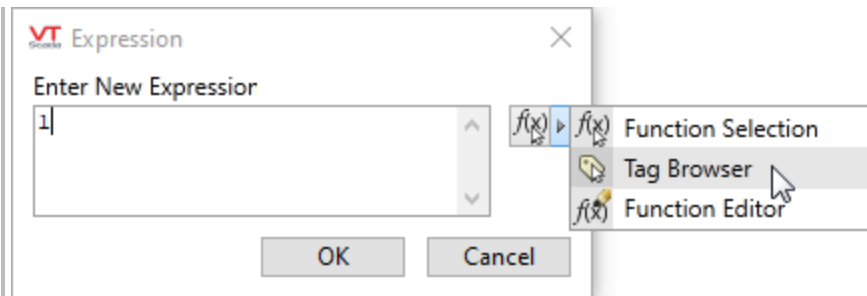 VT
Scada
Expression
Enter New Expression
1
f(x)
f(x) Function Selection
Tag Browser
f(x) Function Editor
OK
Cancel